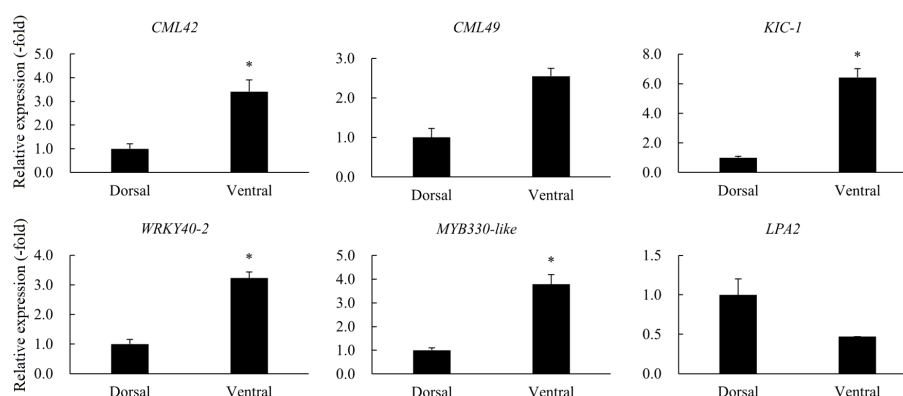 CML42
CML49
KIC-1
Relative expression (-fold)
5.0
4.0
3.0
2.0
1.0
0.0
*
Dorsal
Ventral
3.0
2.0
1.0
0.0
Dorsal
Ventral
8.0
6.0
4.0
2.0
0.0
*
Dorsal
Ventral
WRKY40-2
MYB330-like
LPA2
Relative expression (-fold)
4.0
3.0
2.0
1.0
0.0
*
Dorsal
Ventral
5.0
4.0
3.0
2.0
1.0
0.0
*
Dorsal
Ventral
1.5
1.0
0.5
0.0
Dorsal
Ventral